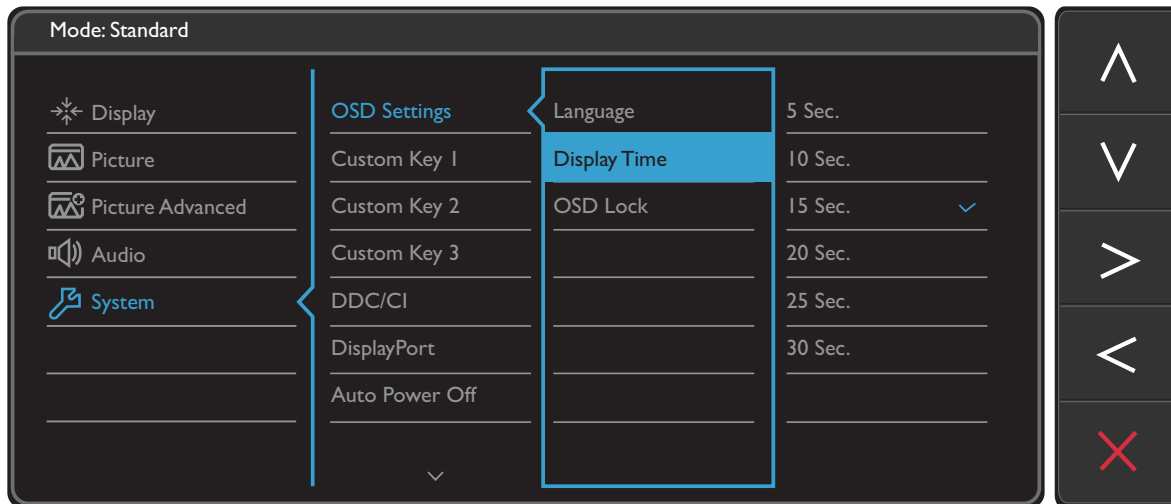 Mode: Standard
Display
Picture
Picture Advanced
Audio
System
OSD Settings
Custom Key 1
Custom Key 2
Custom Key 3
DDC/CI
DisplayPort
Auto Power Off
Language
Display Time
OSD Lock
5 Sec.
10 Sec.
15 Sec.
20 Sec.
25 Sec.
30 Sec.